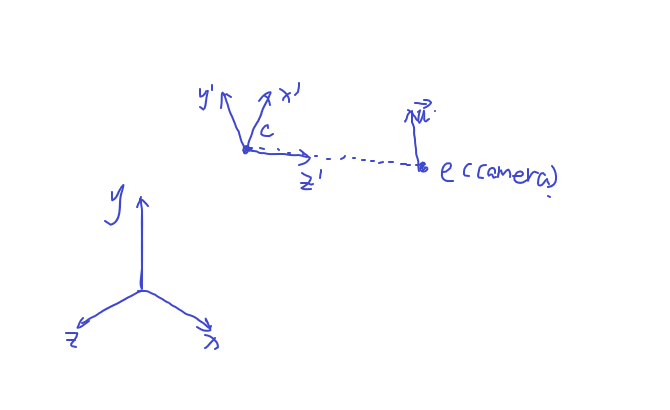 y' x'
c
u
z' e (camera)
y
z x